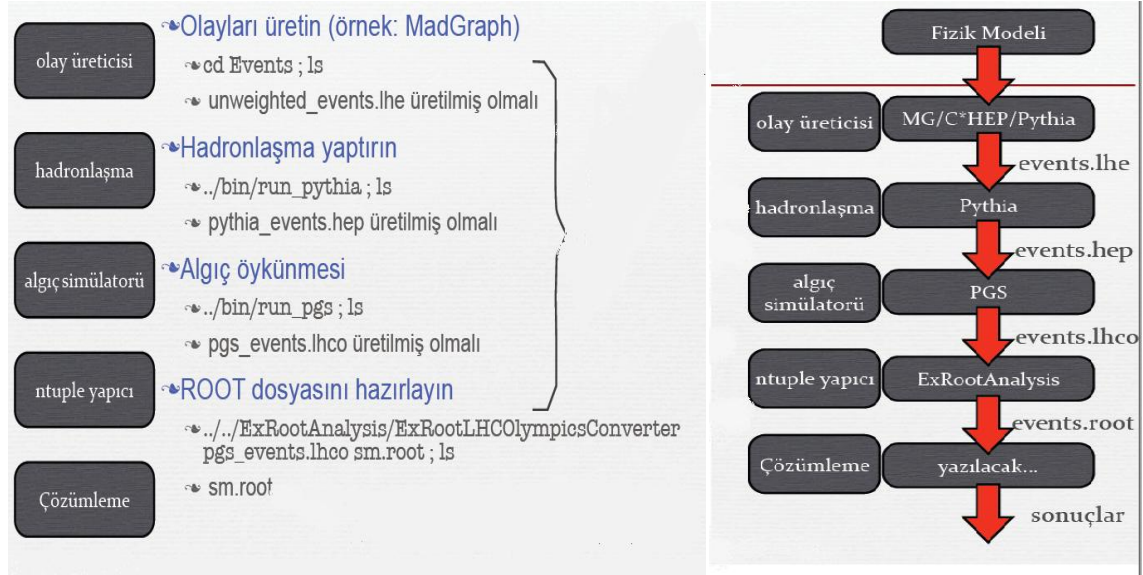 olay üreticisi
❧Olayları üretin (örnek: MadGraph)
❧cd Events ; ls
❧ unweighted_events.lhe üretilmiş olmalı
hadronlaşma
❧Hadronlaşma yaptırın
❧../bin/run_pythia ; ls
❧ pythia_events.hep üretilmiş olmalı
algıç simülatorü
❧Algıç öykünmesi
❧../bin/run_pgs ; ls
❧ pgs_events.lhco üretilmiş olmalı
ntuple yapıcı
❧ROOT dosyasını hazırlayın
❧../../ExRootAnalysis/ExRootLHCOlympicsConverter
pgs_events.lhco sm.root ; ls
❧ sm.root
Çözümleme
Fizik Modeli
olay üreticisi
MG/C*HEP/Pythia
events.lhe
hadronlaşma
Pythia
events.hep
algıç
simülatorü
PGS
events.lhco
ntuple yapıcı
ExRootAnalysis
events.root
Çözümleme
yazılacak...
sonuçlar